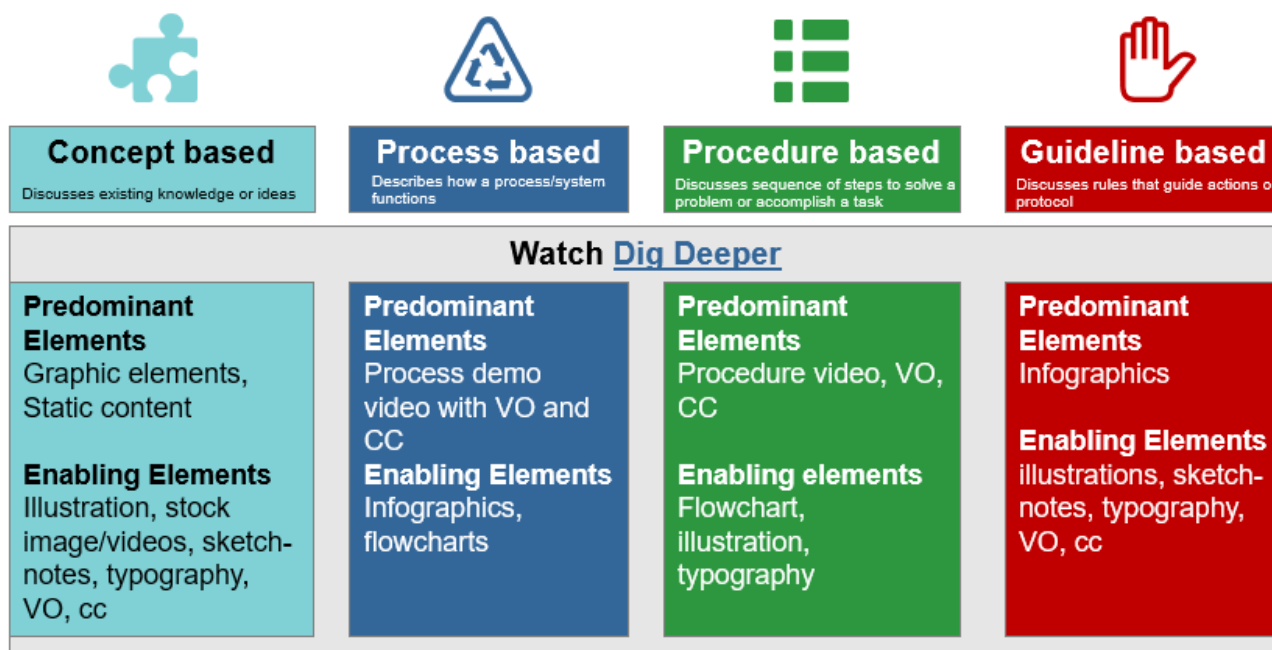 Concept based
Discusses existing knowledge or ideas
Process based
Describes how a process/system
functions
Procedure based
Discusses sequence of steps to solve a
problem or accomplish a task
Guideline based
Discusses rules that guide actions o
protocol
Watch Dig Deeper
Predominant
Elements
Graphic elements,
Static content
Enabling Elements
Illustration, stock
image/videos, sketch-
notes, typography,
VO, cc
Predominant
Elements
Process demo
video with VO and
CC
Enabling Elements
Infographics,
flowcharts
Predominant
Elements
Procedure video, VO,
CC
Enabling elements
Flowchart,
illustration,
typography
Predominant
Elements
Infographics
Enabling Elements
illustrations, sketch-
notes, typography,
VO, cc